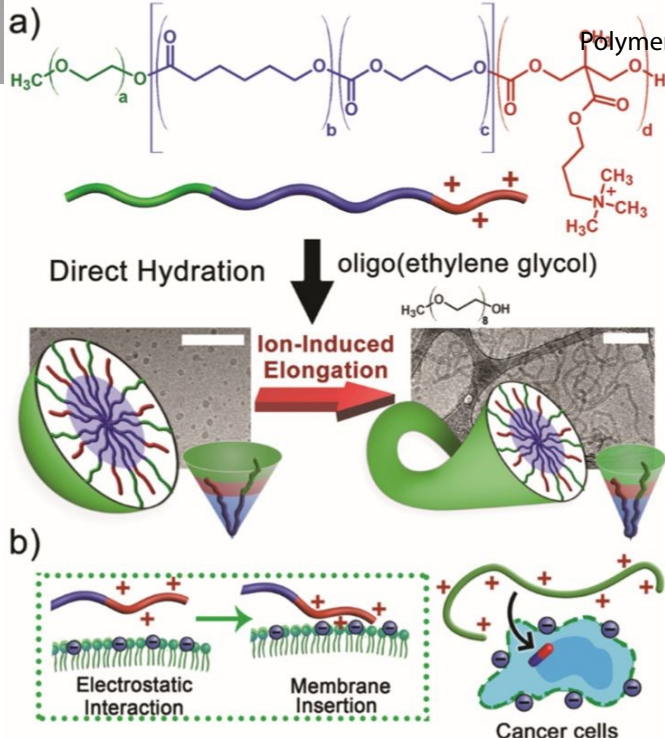 a)
Polymer
CH₃
H₃C O O a O b O O c O O d H
O O O
CH₃
N⁺ CH₃
H₃C
+ + +
Direct Hydration
oligo(ethylene glycol)
H₃C O 8 OH
Ion-Induced
Elongation
b)
+ + +
+ + +
+ + + + + +
Electrostatic
Interaction
Membrane
Insertion
Cancer cells